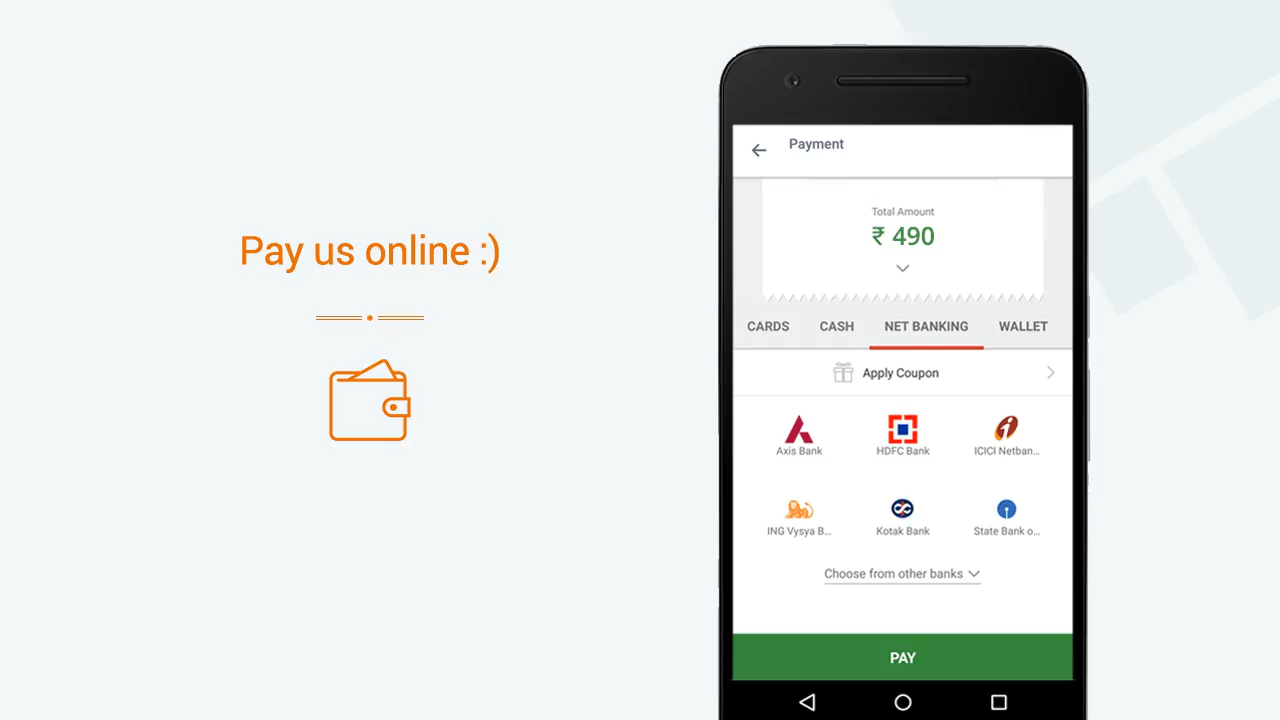 Pay us online :)
Payment
Total Amount
₹ 490
CARDS CASH NET BANKING WALLET
Apply Coupon
Axis Bank HDFC Bank ICICI Netban...
ING Vysya B... Kotak Bank State Bank o...
Choose from other banks
PAY